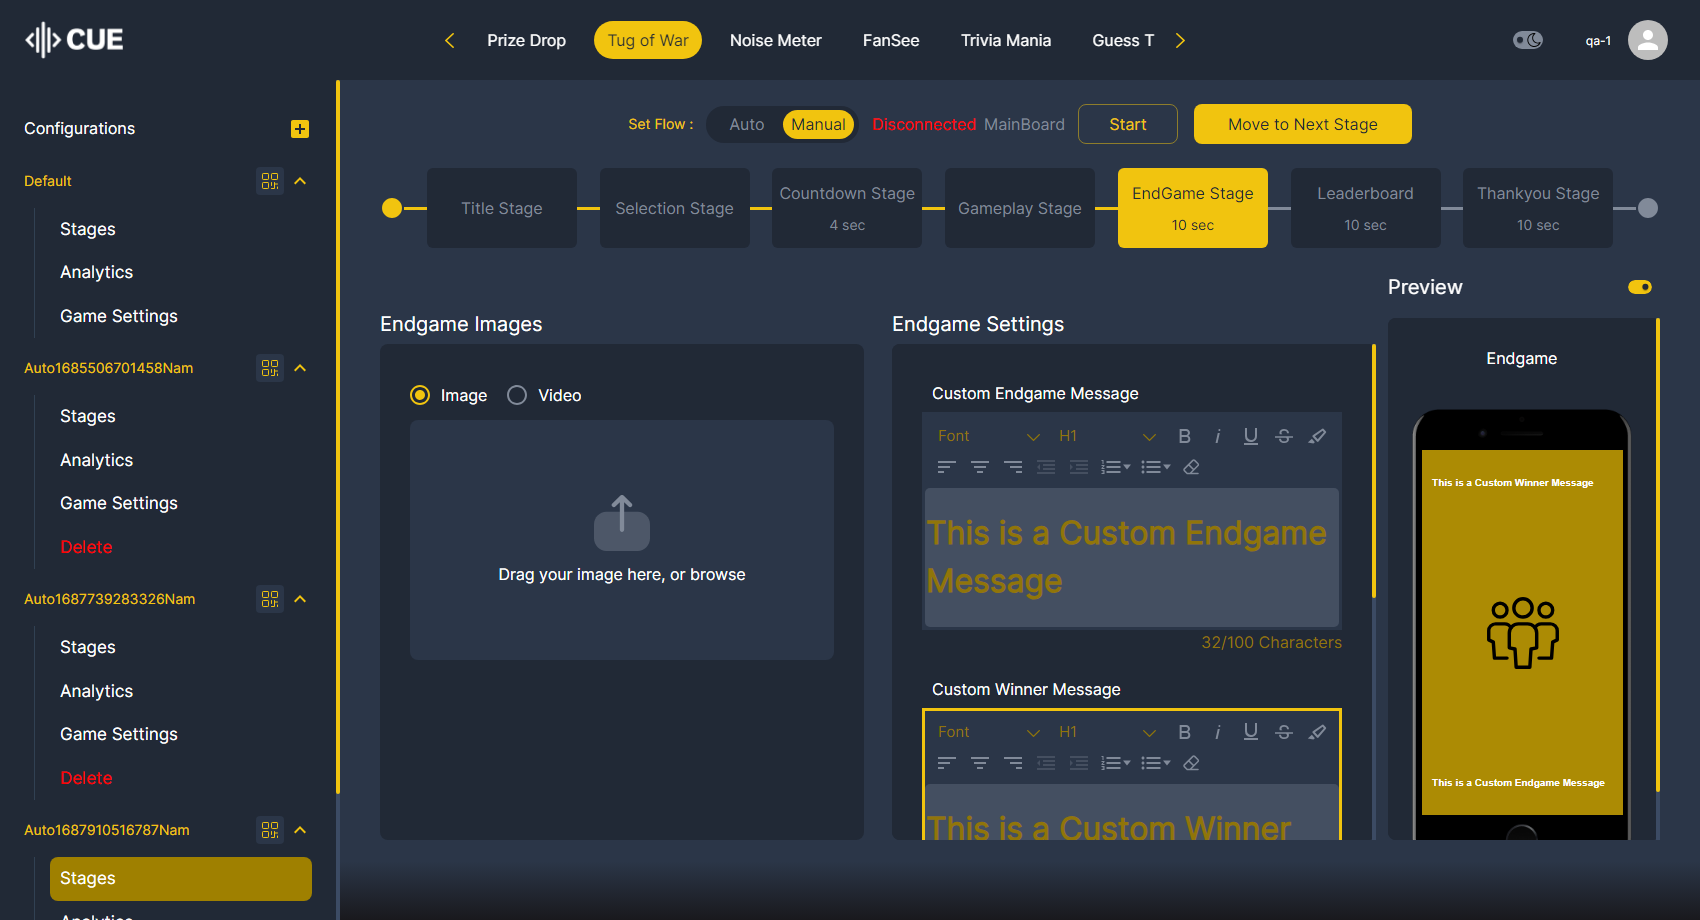 CUE
Prize Drop
Tug of War
Noise Meter
FanSee
Trivia Mania
Guess T
qa-1
Configurations
Default
Stages
Analytics
Game Settings
Auto1685506701458Nam
Stages
Analytics
Game Settings
Delete
Auto1687739283326Nam
Stages
Analytics
Game Settings
Delete
Auto1687910516787Nam
Stages
Analytics
Set Flow :
Auto
Manual
Disconnected MainBoard
Start
Move to Next Stage
Title Stage
Selection Stage
Countdown Stage
4 sec
Gameplay Stage
EndGame Stage
10 sec
Leaderboard
10 sec
Thankyou Stage
10 sec
Endgame Images
Image
Video
Drag your image here, or browse
Endgame Settings
Custom Endgame Message
Font
H1
B i U S
This is a Custom Endgame
Message
32/100 Characters
Custom Winner Message
Font
H1
B i U S
This is a Custom Winner
Preview
Endgame
This is a Custom Winner Message
This is a Custom Endgame Message